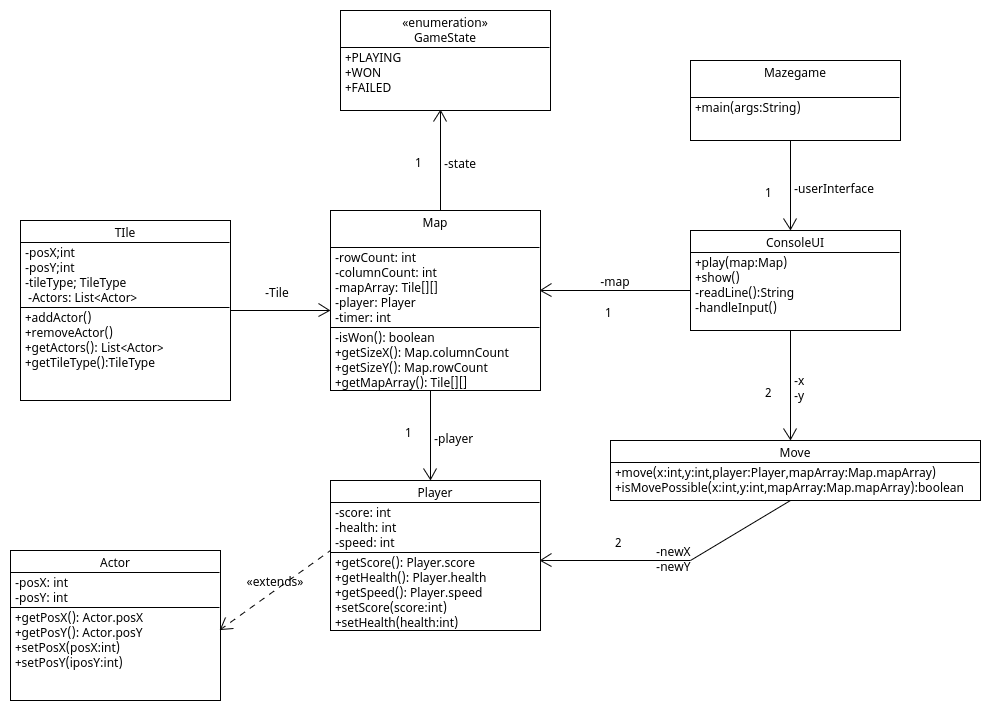 «enumeration»
GameState
+PLAYING
+WON
+FAILED
Mazegame
+main(args:String)
1
-state
1
-userInterface
TIle
-posX;int
-posY;int
-tileType; TileType
-Actors: List<Actor>
+addActor()
+removeActor()
+getActors(): List<Actor>
+getTileType():TileType
-Tile
Map
-rowCount: int
-columnCount: int
-mapArray: Tile[][]
-player: Player
-timer: int
-isWon(): boolean
+getSizeX(): Map.columnCount
+getSizeY(): Map.rowCount
+getMapArray(): Tile[][]
-map
1
ConsoleUI
+play(map:Map)
+show()
-readLine():String
-handleInput()
2
-x
-y
1
-player
Move
+move(x:int,y:int,player:Player,mapArray:Map.mapArray)
+isMovePossible(x:int,y:int,mapArray:Map.mapArray):boolean
Player
-score: int
-health: int
-speed: int
+getScore(): Player.score
+getHealth(): Player.health
+getSpeed(): Player.speed
+setScore(score:int)
+setHealth(health:int)
2
-newX
-newY
«extends»
Actor
-posX: int
-posY: int
+getPosX(): Actor.posX
+getPosY(): Actor.posY
+setPosX(posX:int)
+setPosY(iposY:int)